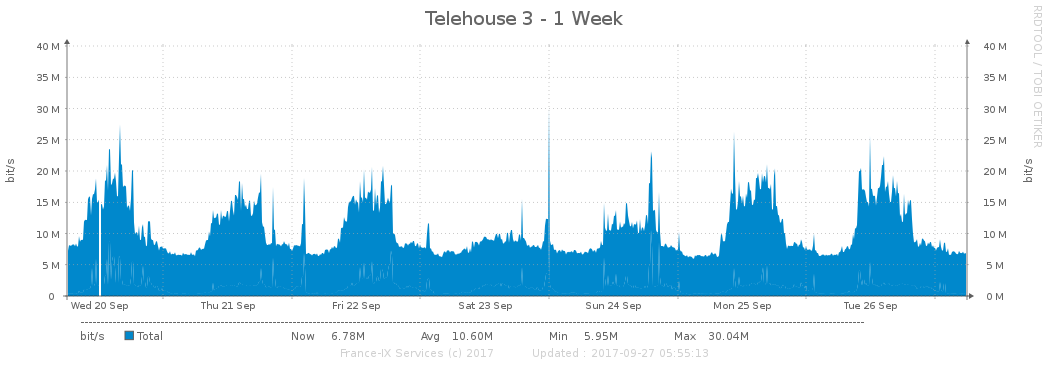 Telehouse 3 - 1 Week
RRDTOOL / TOBI OETIKER
bit/s
40 M 40 M
35 M 35 M
30 M 30 M
25 M 25 M
20 M 20 M
15 M 15 M
10 M 10 M
5 M 5 M
0 0 M
bit/s
Wed 20 Sep Thu 21 Sep Fri 22 Sep Sat 23 Sep Sun 24 Sep Mon 25 Sep Tue 26 Sep
bit/s Total Now 6.78M Avg 10.60M Min 5.95M Max 30.04M
France-IX Services (c) 2017 Updated : 2017-09-27 05:55:13